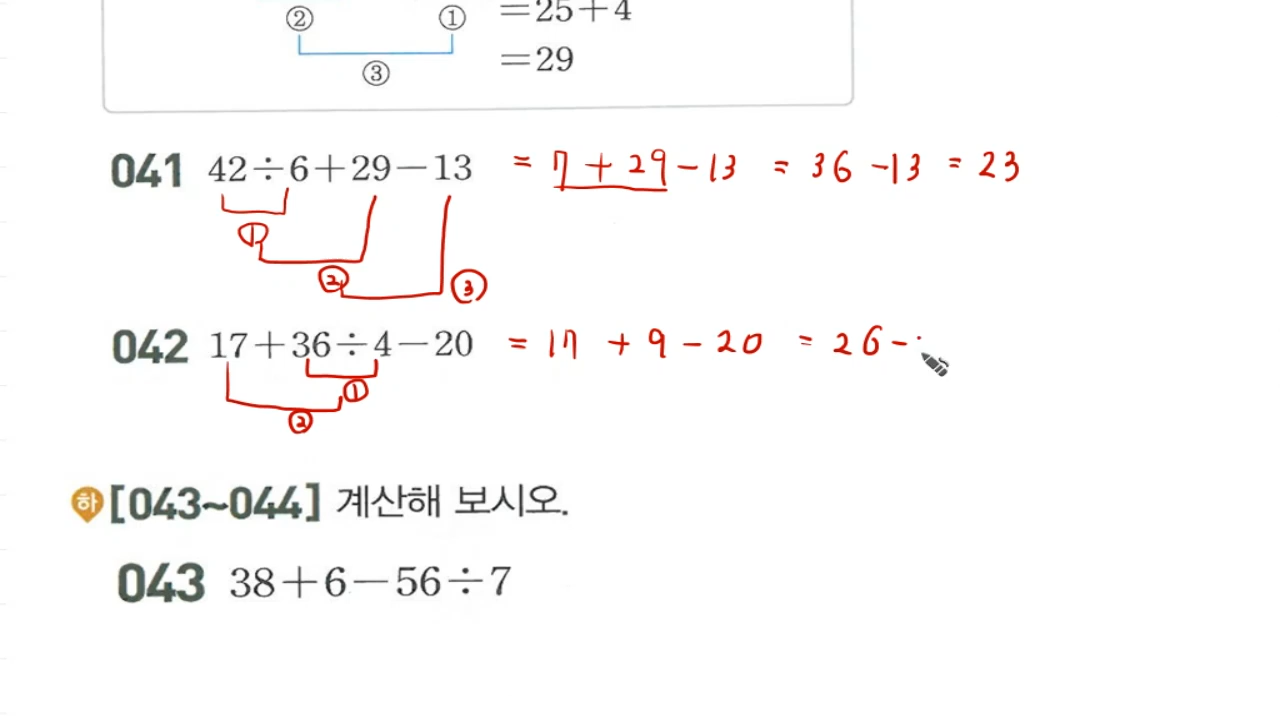 ② ① =25+4
③ =29
041 42÷6+29-13 = 7 + 29 - 13 = 36 - 13 = 23
①
② ③
042 17+36÷4-20 = 17 + 9 - 20 = 26 -
①
②
하 [043~044] 계산해 보시오.
043 38+6-56÷7